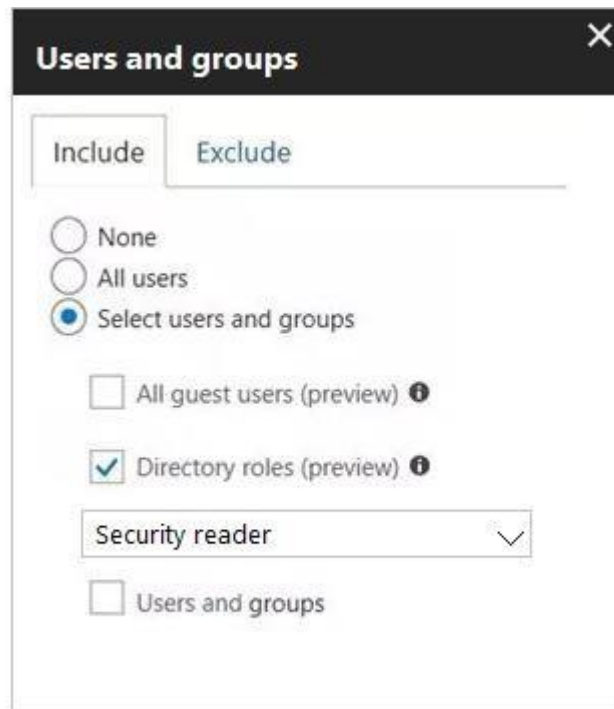 Users and groups
Include Exclude
None
All users
Select users and groups
All guest users (preview)
Directory roles (preview)
Security reader
Users and groups